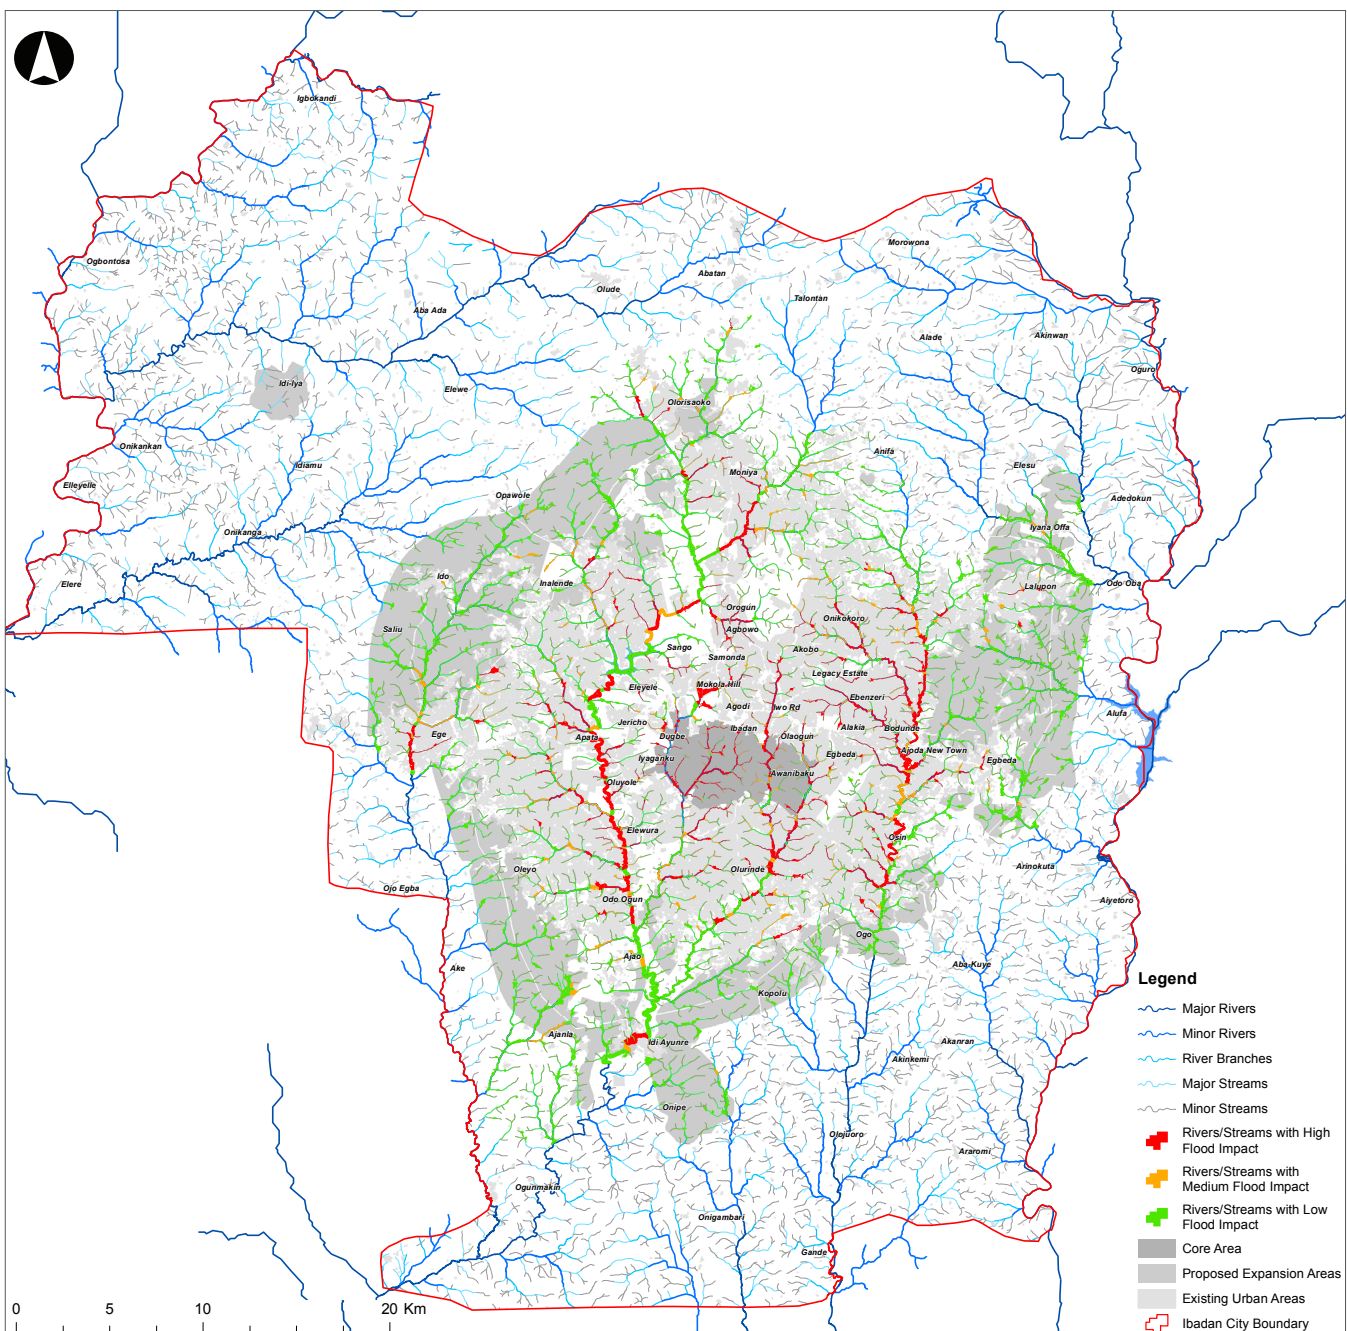 Igbokandi
Morowona
Ogbontosa
Abatan
Olude
Talontan
Aba Ada
Alade
Akinwan
Oguro
Idi-Iya
Elewe
Olorisaoko
Onikankan
Anifa
Idiamu
Elesu
Moniya
Elleyelle
Opawole
Adedokun
Iyana Offa
Onikanga
Ido
Inalende
Elere
Lalupon
Odo Oba
Orogun
Onikokoro
Saliu
Agbowo
Sango
Akobo
Samonda
Legacy Estate
Eleyele
Mokola Hill
Ebenzeri
Agodi
Iwo Rd
Alufa
Jericho
Ibadan
Alakia
Bodunde
Ege
Apata
Dugbe
Olaogun
Ajoda New Town
Iyaganku
Egbeda
Egbeda
Awanibaku
Oluyole
Elewura
Osin
Oleyo
Olurinde
Arinokuta
Ojo Egba
Odo Ogun
Aiyetoro
Ogo
Ajao
Ake
Aba-Kuye
Kopolu
Ajanla
Idi Ayunre
Akanran
Akinkemi
Onipe
Olojuoro
Araromi
Ogunmakin
Onigambari
Gande
Legend
Major Rivers
Minor Rivers
River Branches
Major Streams
Minor Streams
Rivers/Streams with High
Flood Impact
Rivers/Streams with
Medium Flood Impact
Rivers/Streams with Low
Flood Impact
Core Area
Proposed Expansion Areas
Existing Urban Areas
Ibadan City Boundary
0 5 10 20 Km